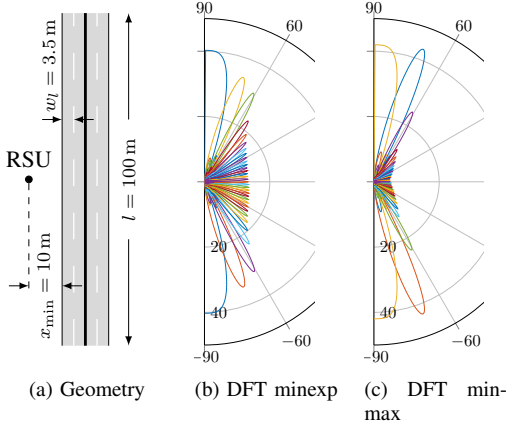 w_l = 3.5 m
RSU
x_min = 10 m
l = 100 m
90
60
20
40
−60
−90
90
60
20
40
−60
−90
(a) Geometry
(b) DFT minexp
(c) DFT min-
max